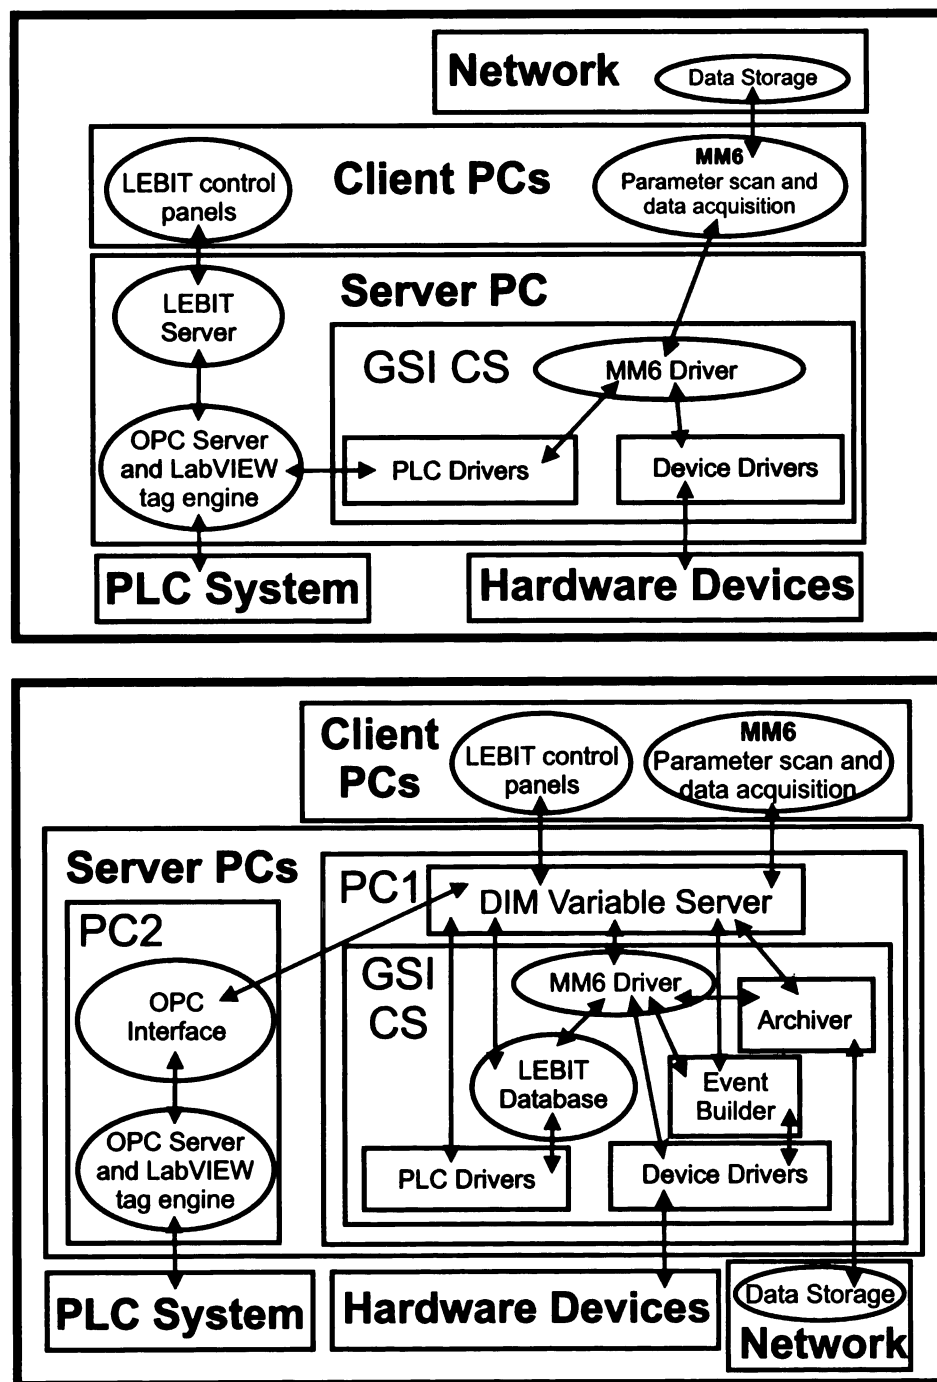 Network
Data Storage
Client PCs
LEBIT control
panels
MM6
Parameter scan and
data acquisition
Server PC
LEBIT
Server
GSI CS
MM6 Driver
OPC Server
and LabVIEW
tag engine
PLC Drivers
Device Drivers
PLC System
Hardware Devices
Client
PCs
LEBIT control
panels
MM6
Parameter scan and
data acquisition
Server PCs
PC1
DIM Variable Server
PC2
GSI
CS
MM6 Driver
OPC
Interface
Archiver
LEBIT
Database
Event
Builder
OPC Server
and LabVIEW
tag engine
PLC Drivers
Device Drivers
PLC System
Hardware Devices
Data Storage
Network